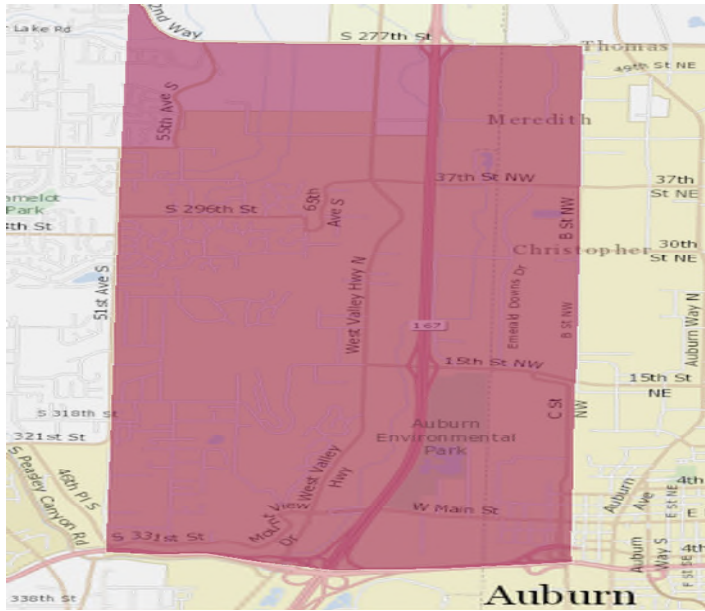 Lake Rd
2nd Way
S 277th St
Thomas
49th St NE
55th Ave S
Meredith
37th St NW
37th
St NE
65th
Ave S
S 296th St
Park
B St NW
Christopher
30th
St NE
51st Ave S
West Valley Hwy N
Emerald Downs Dr
B St NW
Auburn Way N
167
15th St NW
15th St
NE
C St
NW
S 318th St
321st St
Auburn
Environmental
Park
S Peasley Canyon Rd
46th Pl S
West Valley
Hwy
Mount View
Dr
W Main St
S 331st St
Auburn
Ave
E St NE
4th
E
Auburn
Way S
F St SE
4th
338th St
Auburn